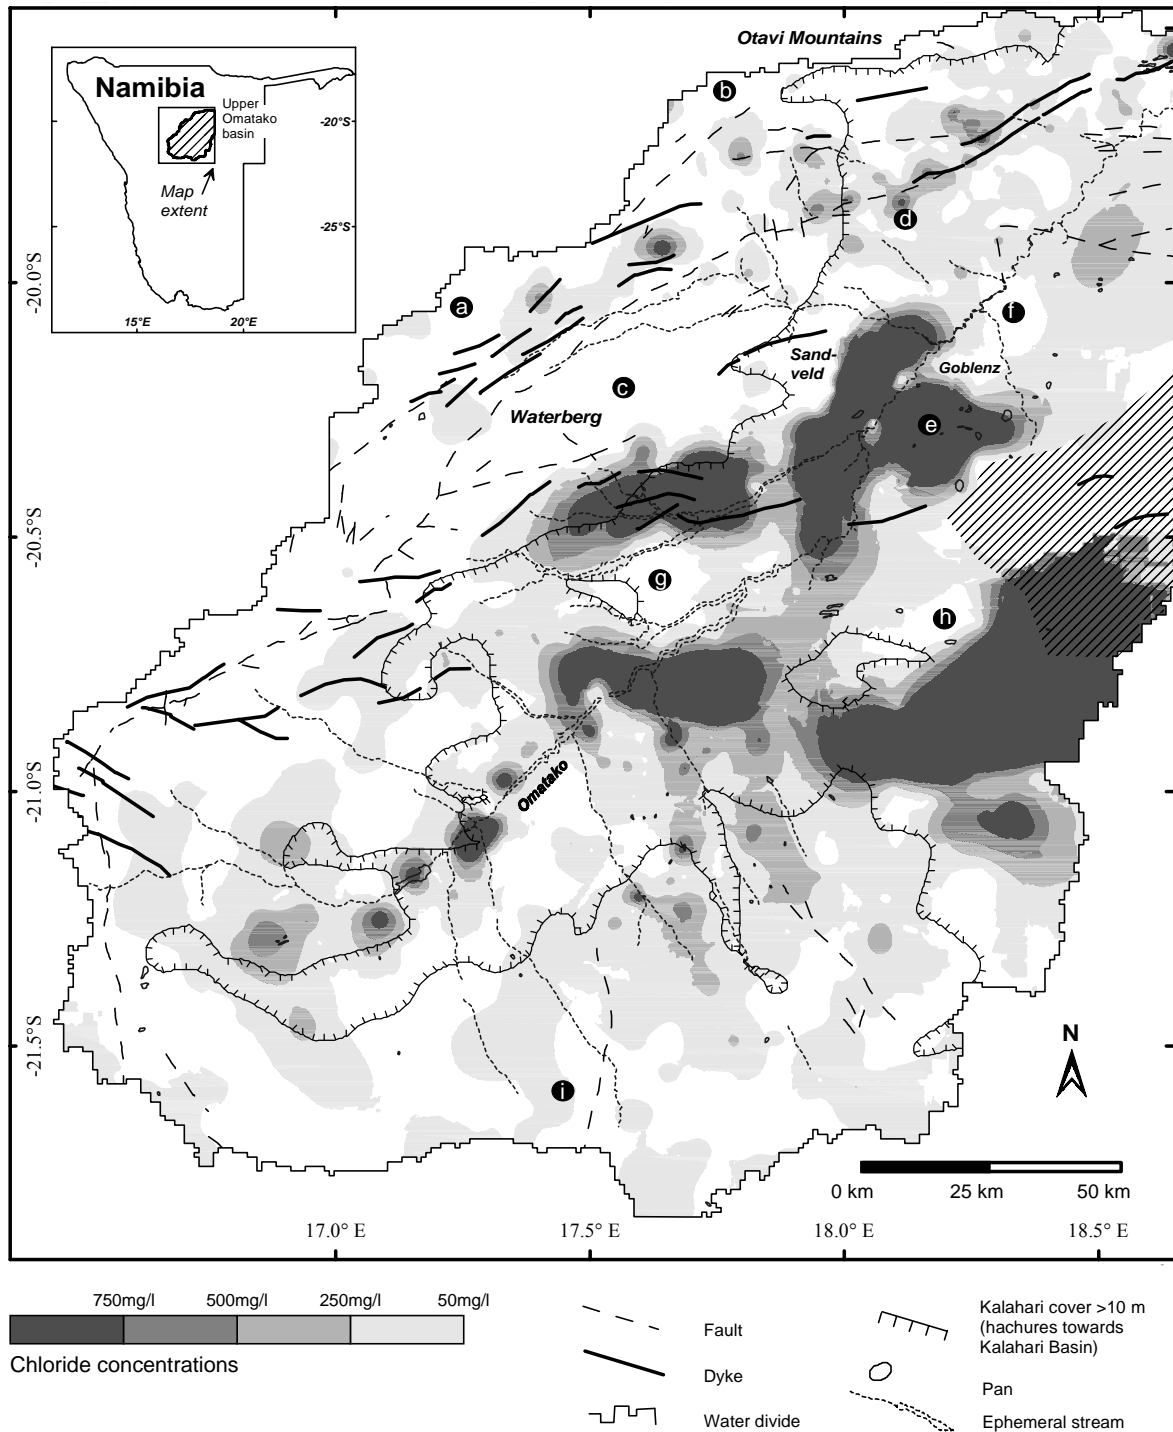 Otavi Mountains
Namibia
Upper
Omatako
basin
-20°S
Map
extent
-25°S
15°E
20°E
b
d
a
f
Sand-
veld
Goblenz
c
Waterberg
e
g
h
Omatako
i
-20.0°S
-20.5°S
-21.0°S
-21.5°S
N
0 km
25 km
50 km
17.0° E
17.5° E
18.0° E
18.5° E
750mg/l
500mg/l
250mg/l
50mg/l
Chloride concentrations
Fault
Dyke
Water divide
Kalahari cover >10 m
(hachures towards
Kalahari Basin)
Pan
Ephemeral stream